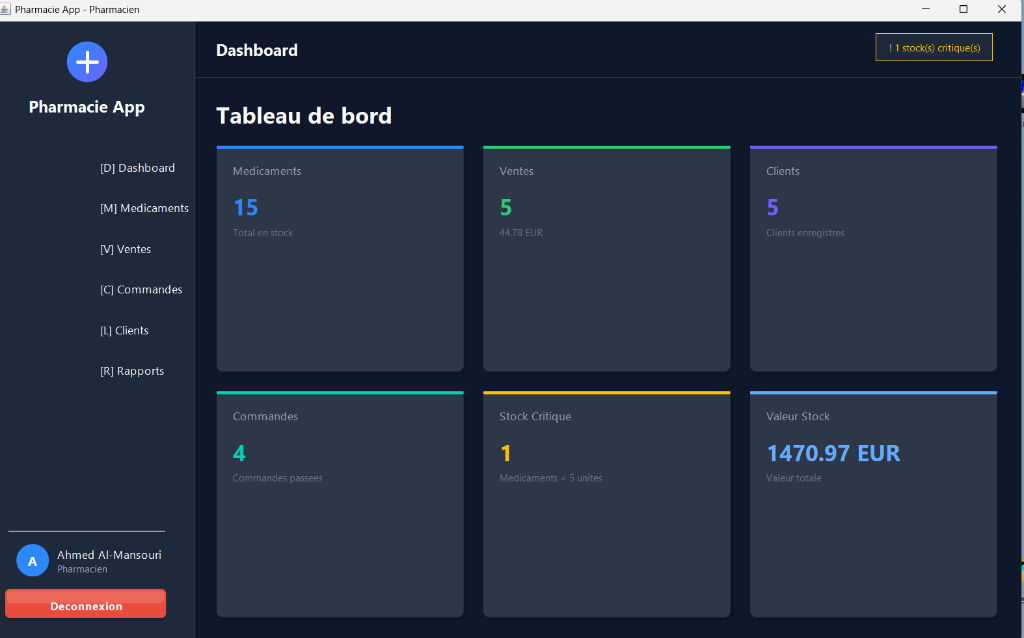 Pharmacie App - Pharmacien
Pharmacie App
[D] Dashboard
[M] Medicaments
[V] Ventes
[C] Commandes
[L] Clients
[R] Rapports
A
Ahmed Al-Mansouri
Pharmacien
Deconnexion
Dashboard
! 1 stock(s) critique(s)
Tableau de bord
Medicaments
15
Total en stock
Ventes
5
44.78 EUR
Clients
5
Clients enregistres
Commandes
4
Commandes passees
Stock Critique
1
Medicaments < 5 unites
Valeur Stock
1470.97 EUR
Valeur totale